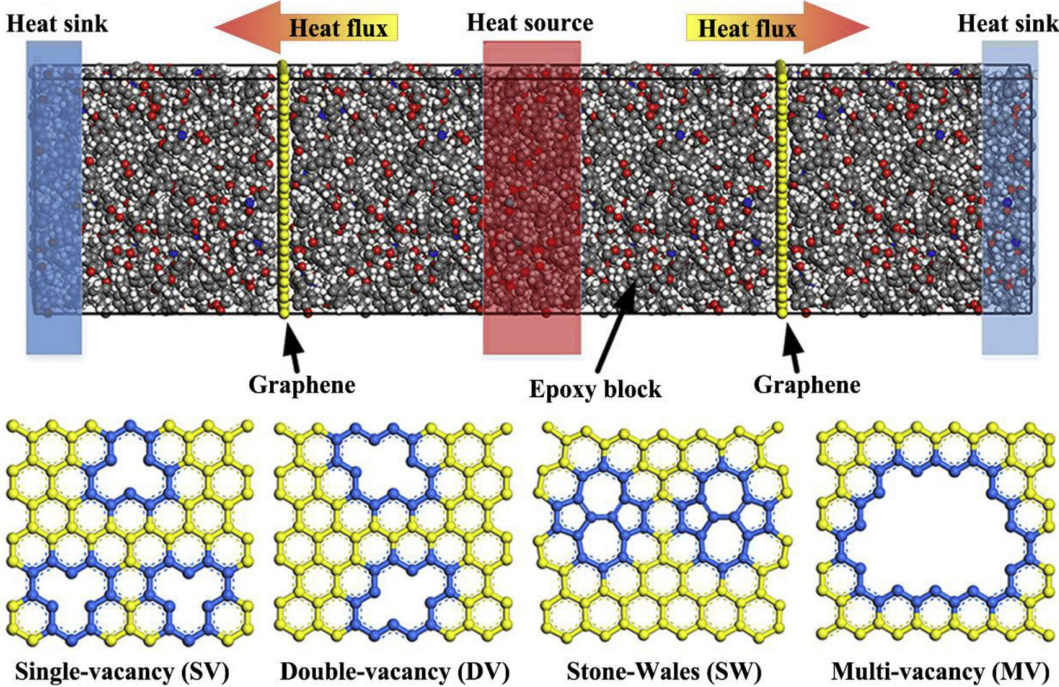 Heat sink
Heat flux
Heat source
Heat flux
Heat sink
Graphene
Epoxy block
Graphene
Single-vacancy (SV)
Double-vacancy (DV)
Stone-Wales (SW)
Multi-vacancy (MV)